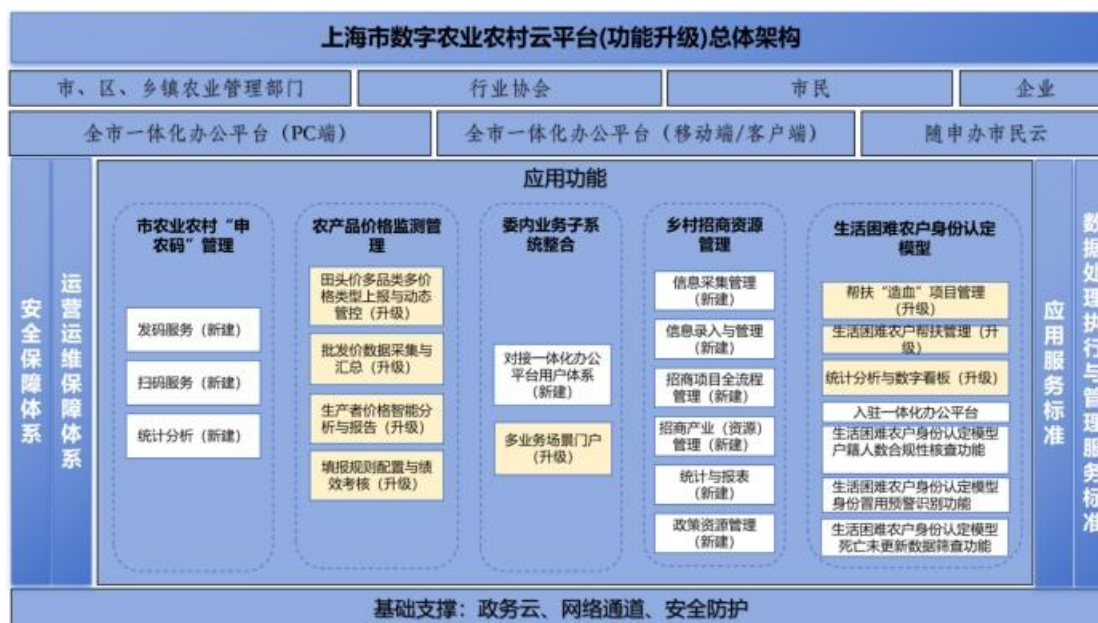 上海市数字农业农村云平台(功能升级)总体架构
市、区、乡镇农业管理部门
行业协会
市民
企业
全市一体化办公平台（PC端）
全市一体化办公平台（移动端/客户端）
随申办市民云
安全保障体系
运营运维保障体系
应用功能
市农业农村“申
农码”管理
发码服务（新建）
扫码服务（新建）
统计分析（新建）
农产品价格监测管
理
田头价多品类多价
格类型上报与动态
管控（升级）
批发价数据采集与
汇总（升级）
生产者价格智能分
析与报告（升级）
填报规则配置与绩
效考核（升级）
委内业务子系
统整合
对接一体化办公
平台用户体系
（新建）
多业务场景门户
（升级）
乡村招商资源
管理
信息采集管理
（新建）
信息录入与管理
（新建）
招商项目全流程
管理（新建）
招商产业（资源）
管理（新建）
统计与报表
（新建）
政策资源管理
（新建）
生活困难农户身份认定
模型
帮扶“造血”项目管理
（升级）
生活困难农户帮扶管理（升
级）
统计分析与数字看板（升级）
入驻一体化办公平台
生活困难农户身份认定模型
户籍人数合规性核查功能
生活困难农户身份认定模型
身份冒用预警识别功能
生活困难农户身份认定模型
死亡未更新数据筛查功能
应用服务标准
数据处理执行与管理服务标准
基础支撑：政务云、网络通道、安全防护